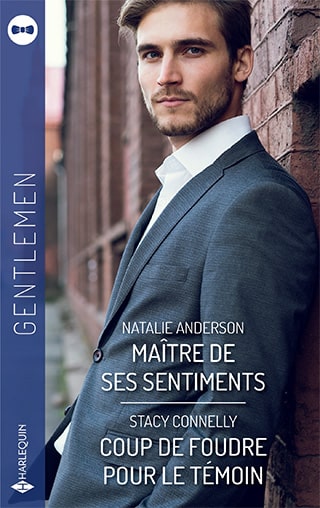 GENTLEMEN
NATALIE ANDERSON
MAÎTRE DE
SES SENTIMENTS
STACY CONNELLY
COUP DE FOUDRE
POUR LE TÉMOIN
HARLEQUIN